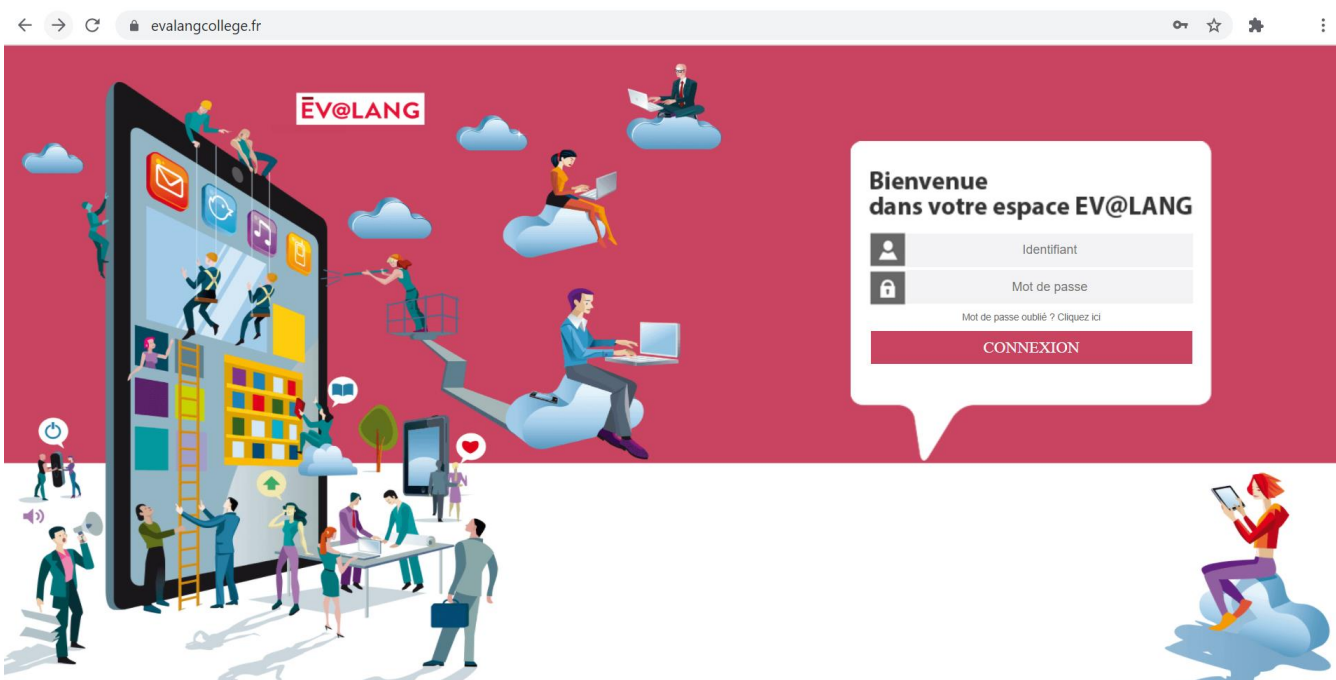 evalangcollege.fr
ĒV@LANG
Bienvenue
dans votre espace EV@LANG
Identifiant
Mot de passe
Mot de passe oublié ? Cliquez ici
CONNEXION